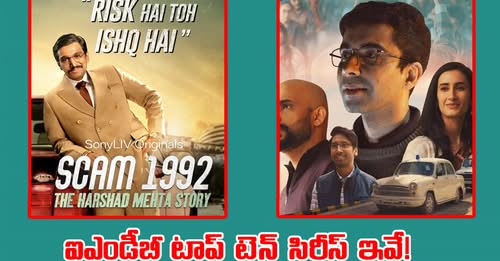 "RISK HAI TOH
ISHQ HAI"
SonyLIV Originals
SCAM 1992
THE HARSHAD MEHTA STORY
ఐఎండీబీ టాప్ టెన్ సిరీస్ ఇవే!